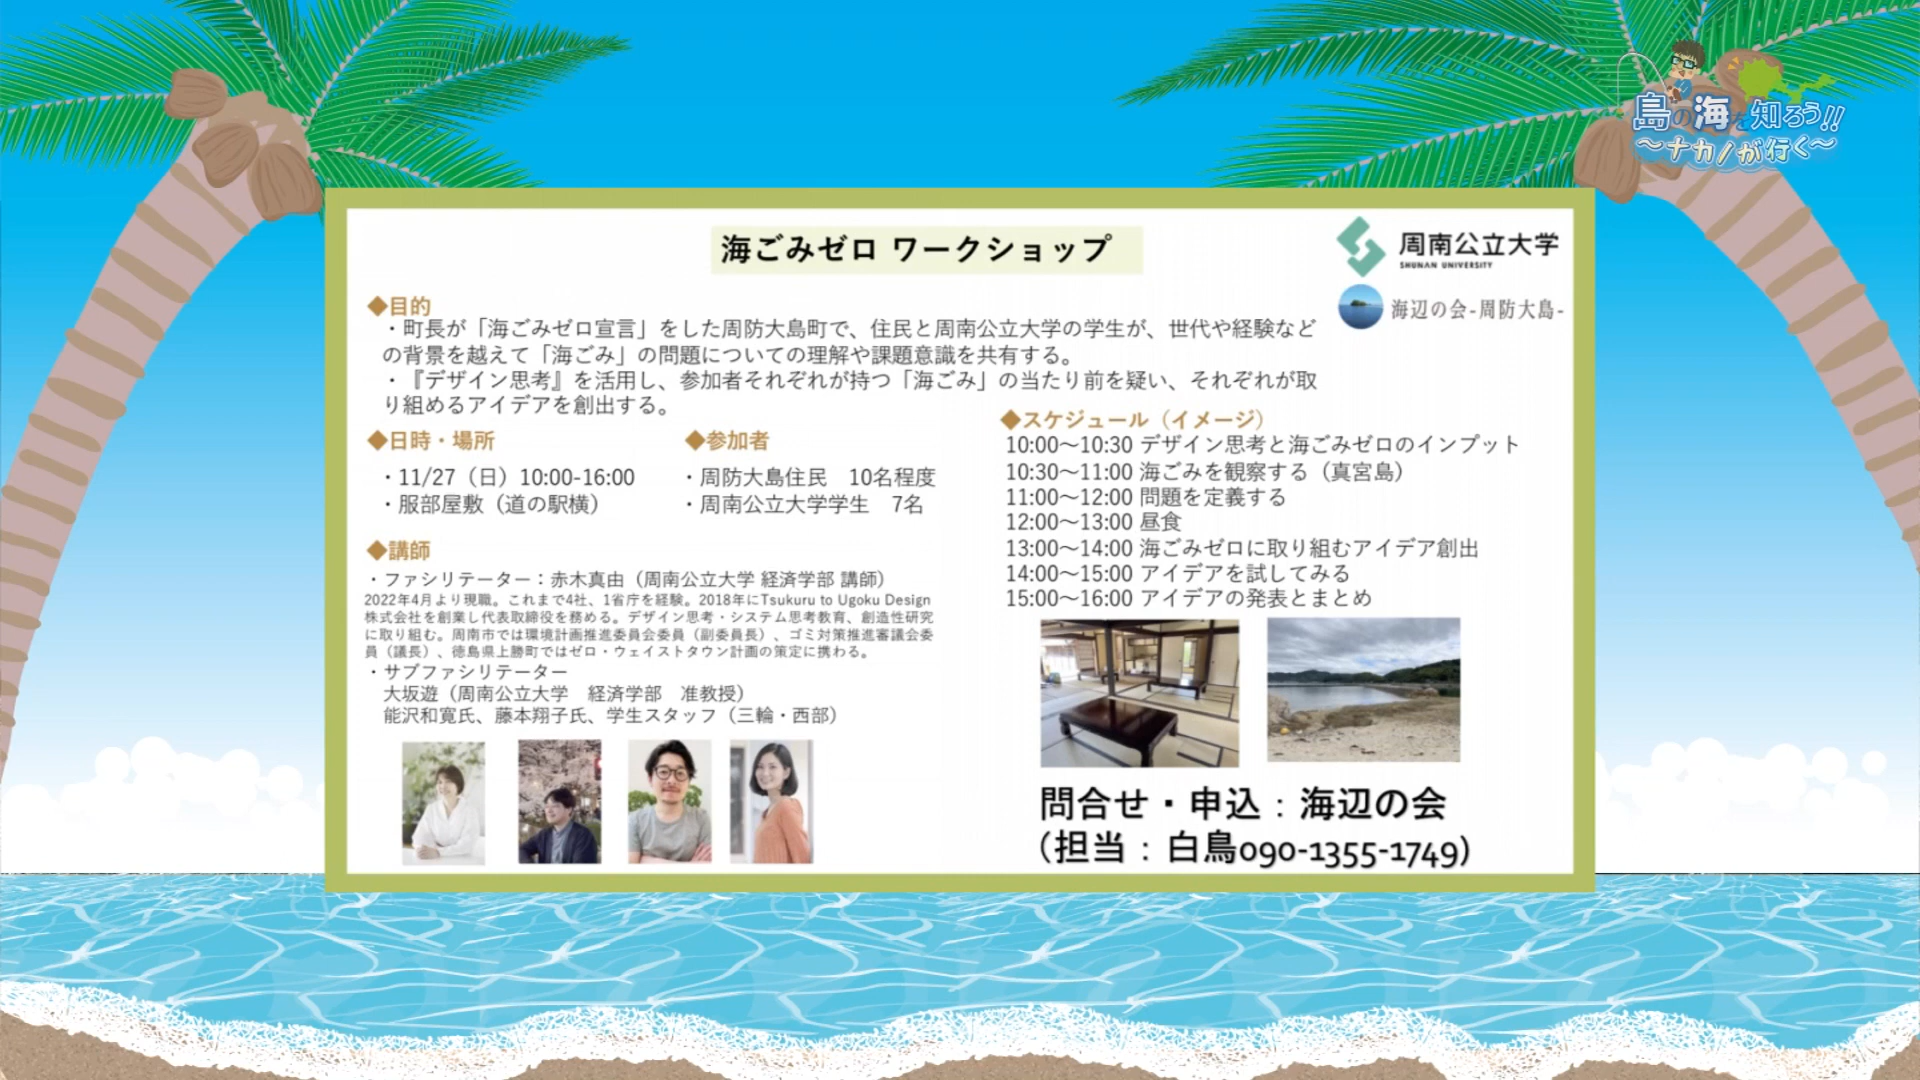 島の海を知ろう!!
～ナカノが行く～
海ごみゼロ ワークショップ
周南公立大学
SHUNAN UNIVERSITY
海辺の会-周防大島-
◆目的
・町長が「海ごみゼロ宣言」をした周防大島町で、住民と周南公立大学の学生が、世代や経験など
の背景を越えて「海ごみ」の問題についての理解や課題意識を共有する。
・『デザイン思考』を活用し、参加者それぞれが持つ「海ごみ」の当たり前を疑い、それぞれが取
り組めるアイデアを創出する。
◆日時・場所
・11/27（日）10:00-16:00
・服部屋敷（道の駅横）
◆参加者
・周防大島住民　10名程度
・周南公立大学学生　7名
◆講師
・ファシリテーター：赤木真由（周南公立大学 経済学部 講師）
2022年4月より現職。これまで4社、1省庁を経験。2018年にTsukuru to Ugoku Design
株式会社を創業し代表取締役を務める。デザイン思考・システム思考教育、創造性研究
に取り組む。周南市では環境計画推進委員会委員（副委員長）、ゴミ対策推進審議会委
員（議長）、徳島県上勝町ではゼロ・ウェイストタウン計画の策定に携わる。
・サブファシリテーター
大坂遊（周南公立大学　経済学部　准教授）
能沢和寛氏、藤本翔子氏、学生スタッフ（三輪・西部）
◆スケジュール（イメージ）
10:00～10:30 デザイン思考と海ごみゼロのインプット
10:30～11:00 海ごみを観察する（真宮島）
11:00～12:00 問題を定義する
12:00～13:00 昼食
13:00～14:00 海ごみゼロに取り組むアイデア創出
14:00～15:00 アイデアを試してみる
15:00～16:00 アイデアの発表とまとめ
問合せ・申込：海辺の会
（担当：白鳥090-1355-1749)